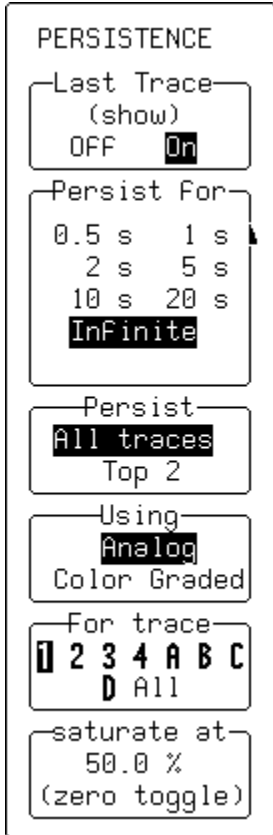 PERSISTENCE
Last Trace
(show)
OFF On
Persist For
0.5 s 1 s
2 s 5 s
10 s 20 s
Infinite
Persist
All traces
Top 2
Using
Analog
Color Graded
For trace
1 2 3 4 A B C
D All
saturate at
50.0 %
(zero toggle)